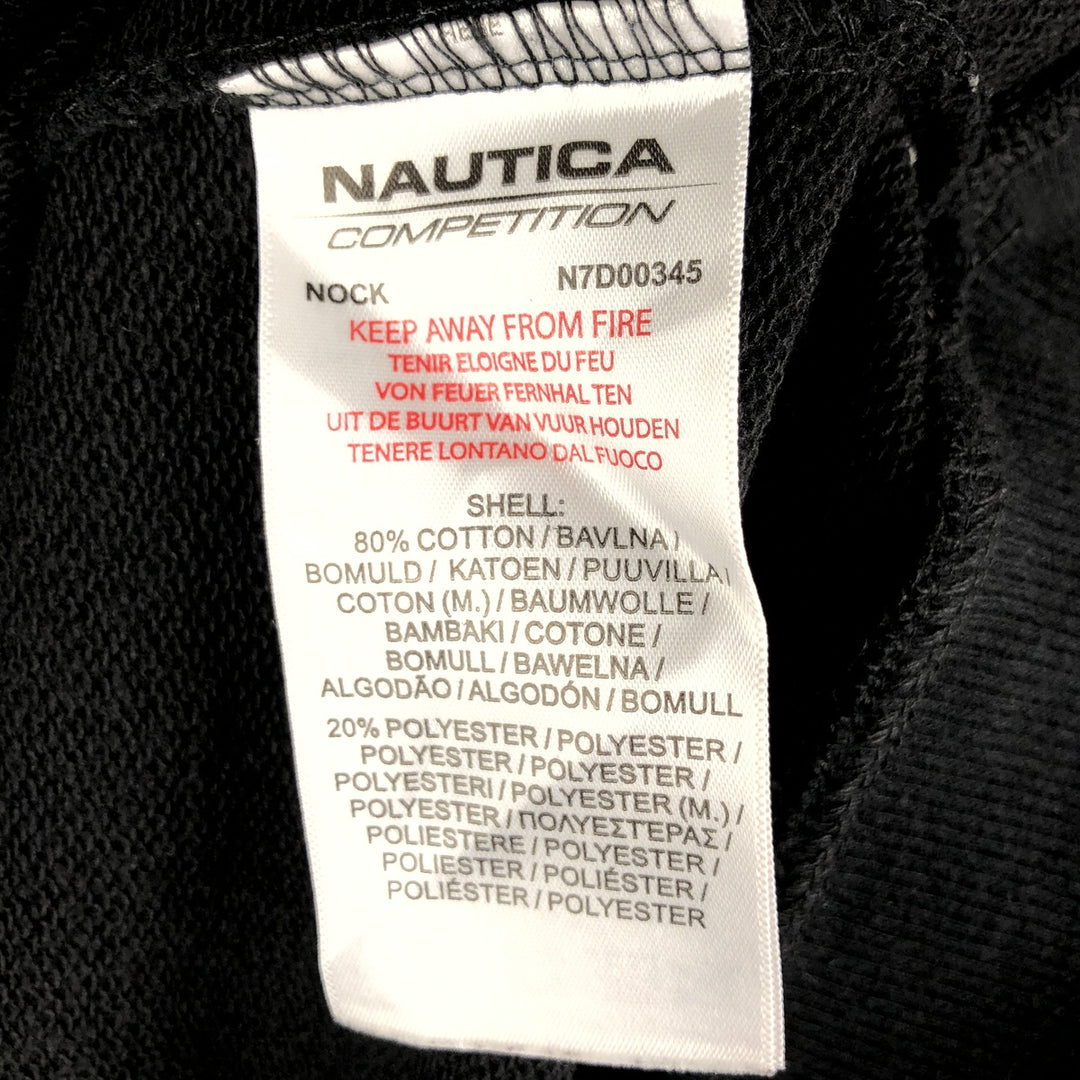 HERE
NAUTICA
COMPETITION
NOCK N7D00345
KEEP AWAY FROM FIRE
TENIR ELOIGNE DU FEU
VON FEUER FERNHALTEN
UIT DE BUURT VAN VUUR HOUDEN
TENERE LONTANO DAL FUOCO
SHELL:
80% COTTON / BAVLNA /
BOMULD / KATOEN / PUUVILLA /
COTON (M.) / BAUMWOLLE /
BAMBAKI / COTONE /
BOMULL / BAWELNA /
ALGODÃO / ALGODÓN / BOMULL
20% POLYESTER / POLYESTER /
POLYESTER / POLYESTER /
POLYESTERI / POLYESTER (M.) /
POLYESTER / ΠΟΛΥΕΣΤΕΡΑΣ /
POLIESTERE / POLYESTER /
POLIESTER / POLIÉSTER /
POLIÉSTER / POLYESTER